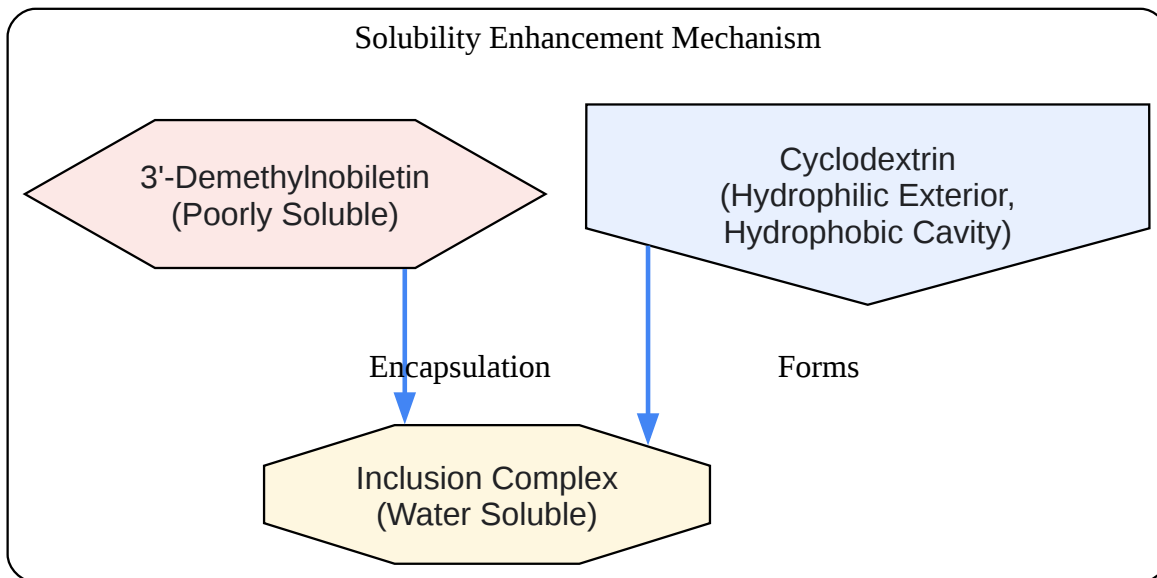 Solubility Enhancement Mechanism
3'-Demethylnobiletin
(Poorly Soluble)
Cyclodextrin
(Hydrophilic Exterior,
Hydrophobic Cavity)
Encapsulation
Forms
Inclusion Complex
(Water Soluble)